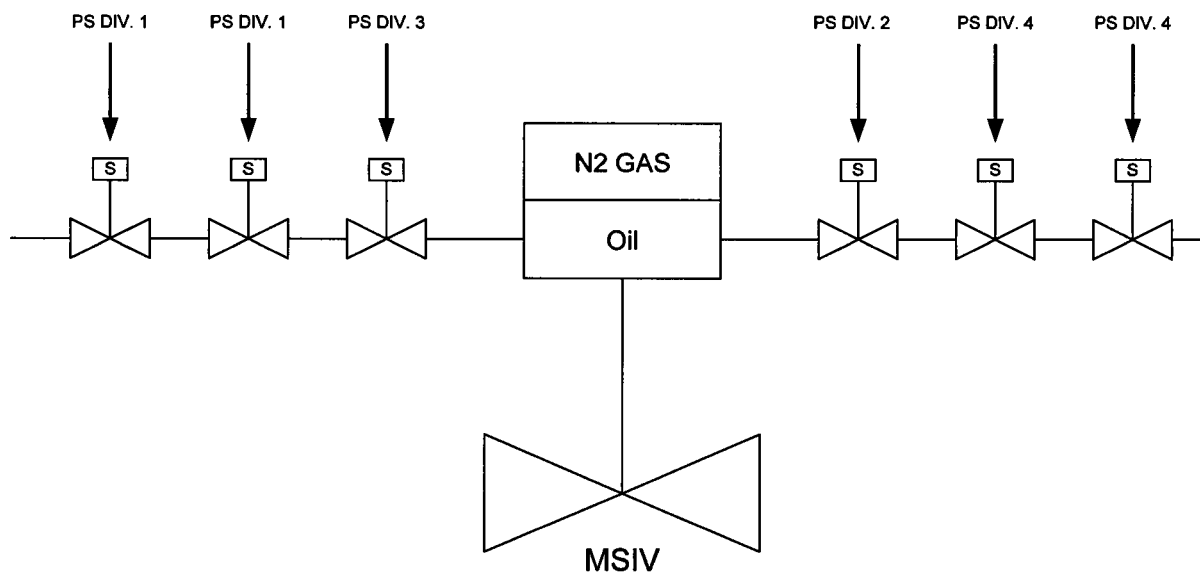 PS DIV. 1 PS DIV. 1 PS DIV. 3 PS DIV. 2 PS DIV. 4 PS DIV. 4
S S S S S S
N2 GAS
Oil
MSIV